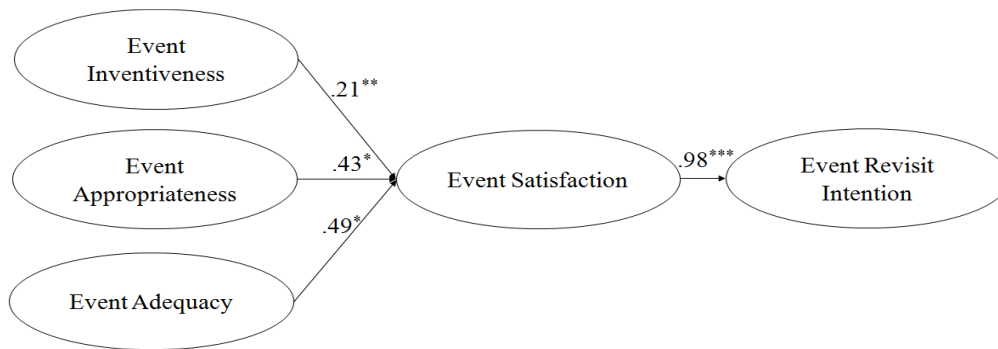 Event
Inventiveness
.21**
Event
Appropriateness
.43*
Event Satisfaction
.98***
Event Revisit
Intention
.49*
Event Adequacy